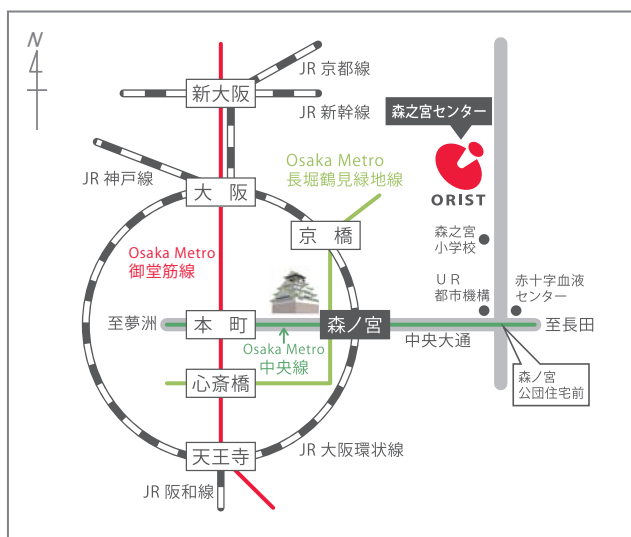 N
JR 京都線
新大阪
JR 新幹線
森之宮センター
ORIST
Osaka Metro
長堀鶴見緑地線
JR 神戸線
大阪
京橋
森之宮
小学校
Osaka Metro
御堂筋線
UR
都市機構
赤十字血液
センター
至夢洲
本町
森ノ宮
至長田
中央大通
Osaka Metro
中央線
心斎橋
森ノ宮
公団住宅前
天王寺
JR 大阪環状線
JR 阪和線